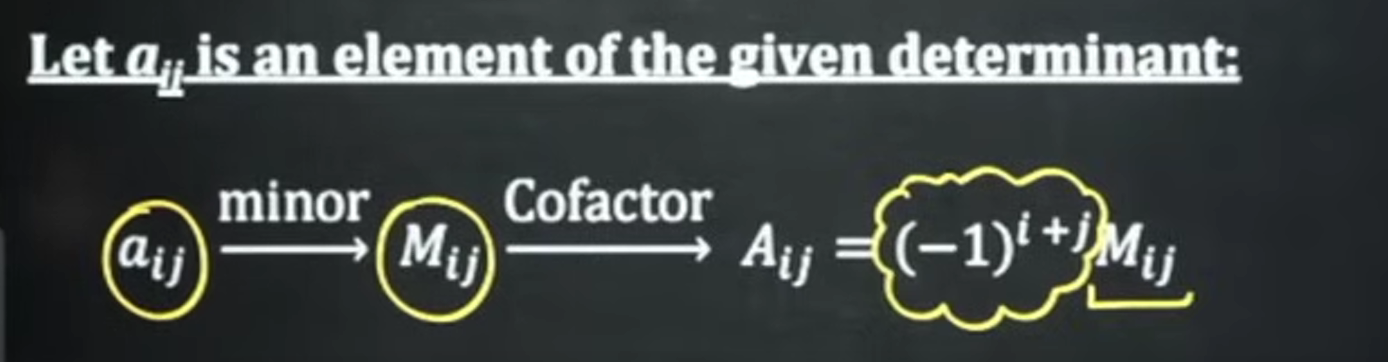 Let aᵢⱼ is an element of the given determinant:
aᵢⱼ minor→ Mᵢⱼ Cofactor→ Aᵢⱼ = (−1)ⁱ⁺ʲ Mᵢⱼ